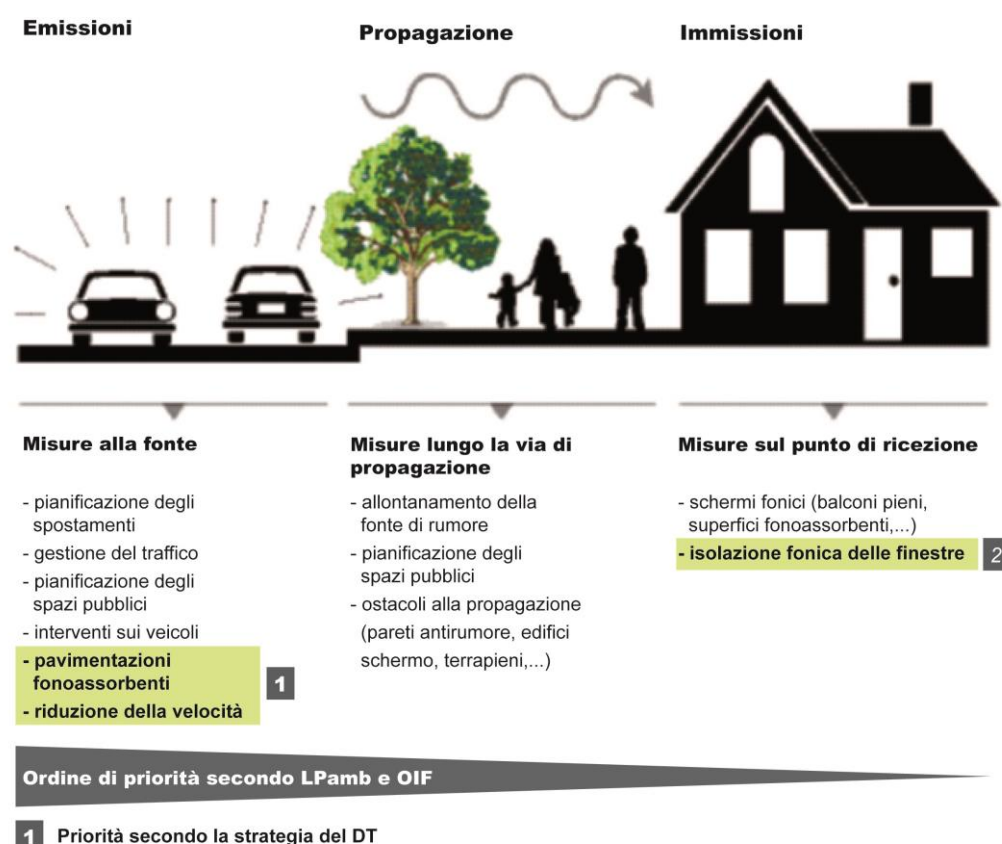 Emissioni
Propagazione
Immissioni
Misure alla fonte
- pianificazione degli
spostamenti
- gestione del traffico
- pianificazione degli
spazi pubblici
- interventi sui veicoli
- pavimentazioni
fonoassorbenti
- riduzione della velocità
1
Misure lungo la via di
propagazione
- allontanamento della
fonte di rumore
- pianificazione degli
spazi pubblici
- ostacoli alla propagazione
(pareti antirumore, edifici
schermo, terrapieni,...)
Misure sul punto di ricezione
- schermi fonici (balconi pieni,
superfici fonoassorbenti,...)
- isolazione fonica delle finestre
2
Ordine di priorità secondo LPamb e OIF
1 Priorità secondo la strategia del DT